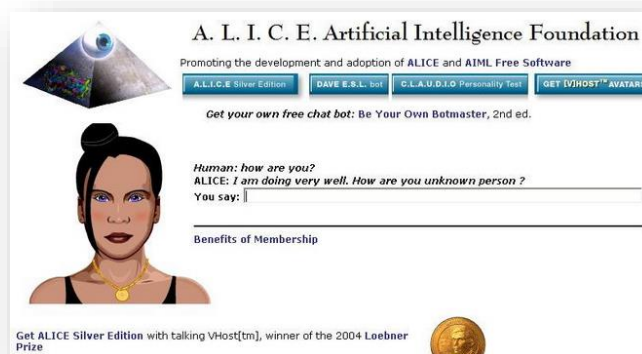 A. L. I. C. E. Artificial Intelligence Foundation
Promoting the development and adoption of ALICE and AIML Free Software
A.L.I.C.E Silver Edition DAVE E.S.L. bot C.L.A.U.D.I.O Personality Test GET [V]HOST™ AVATARS
Get your own free chat bot: Be Your Own Botmaster, 2nd ed.
Human: how are you?
ALICE: I am doing very well. How are you unknown person ?
You say:
Benefits of Membership
Get ALICE Silver Edition with talking VHost[tm], winner of the 2004 Loebner
Prize